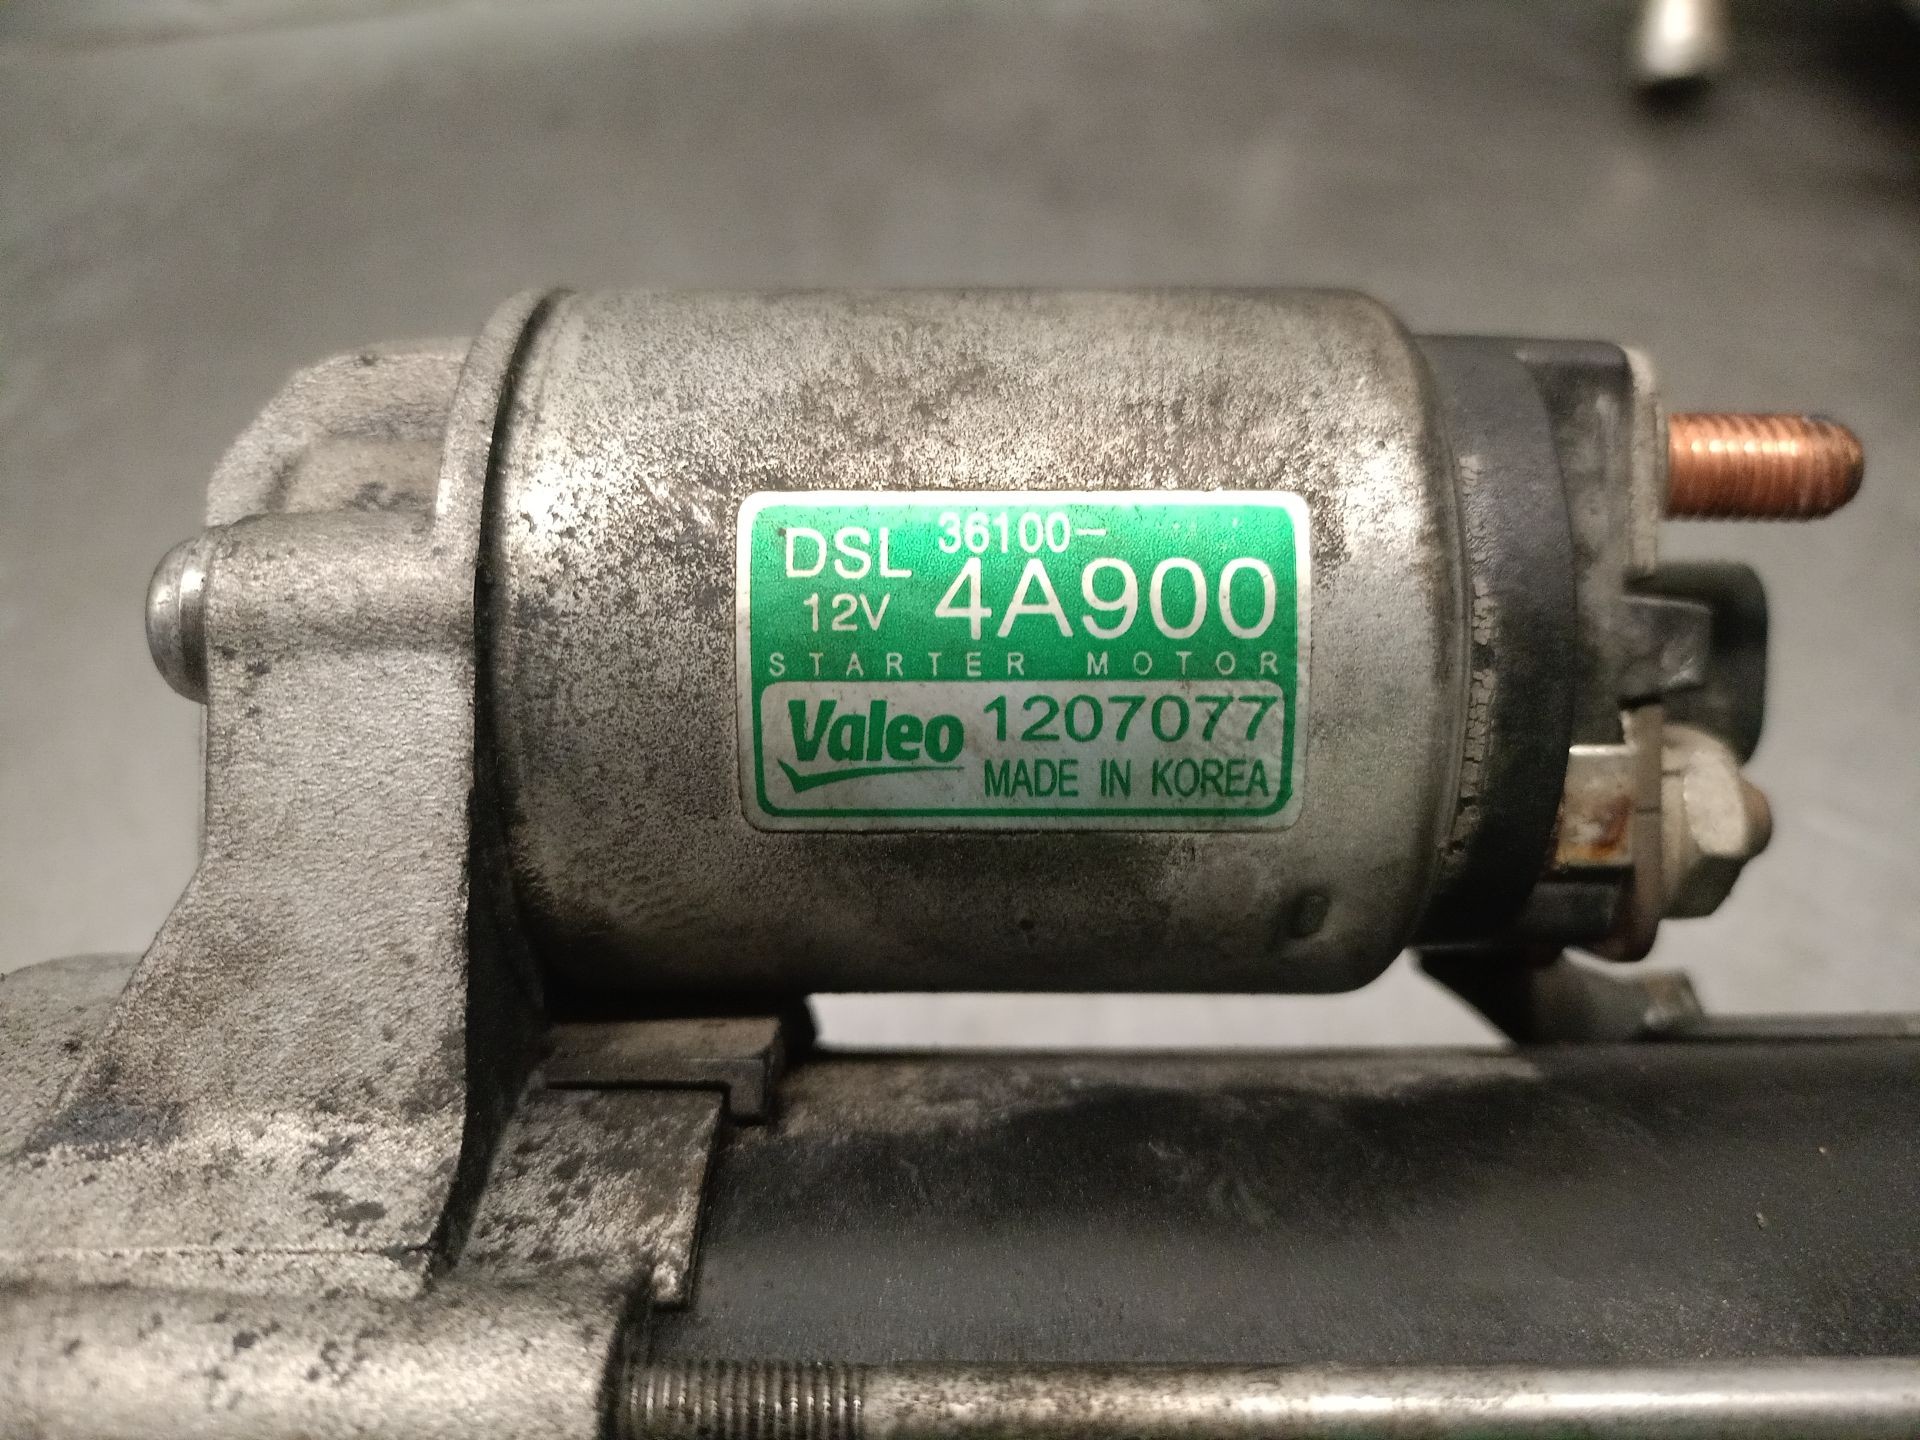 DSL 36100-
12V 4A900
STARTER MOTOR
Valeo 1207077
MADE IN KOREA